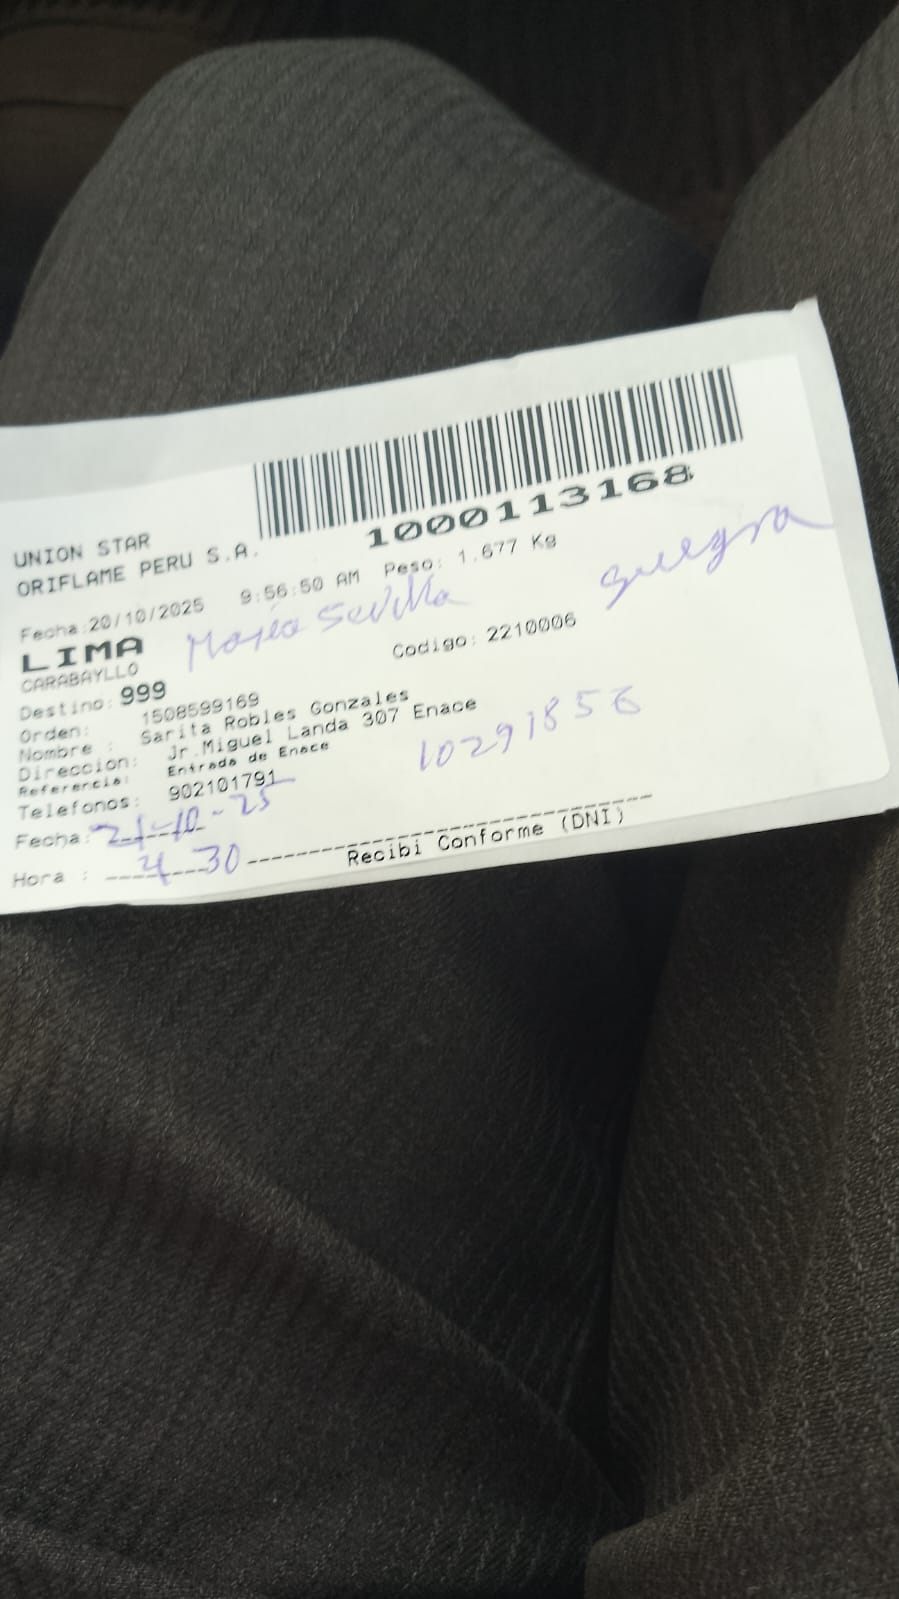 1000113168
UNION STAR
ORIFLAME PERU S.A.
Fecha:20/10/2025 9:56:50 AM Peso: 1.677 Kg
LIMA María Sevilla suegra
CARABAYLLO Codigo: 2210006
Destino: 999
Orden: 1508599169
Nombre : Sarita Robles Gonzales
Direccion: Jr.Miguel Landa 307 Enace
Referencia: Entrada de Enace
Telefonos: 902101791 10291856
Fecha: 21-10-25
Hora : 4 30
Recibi Conforme (DNI)